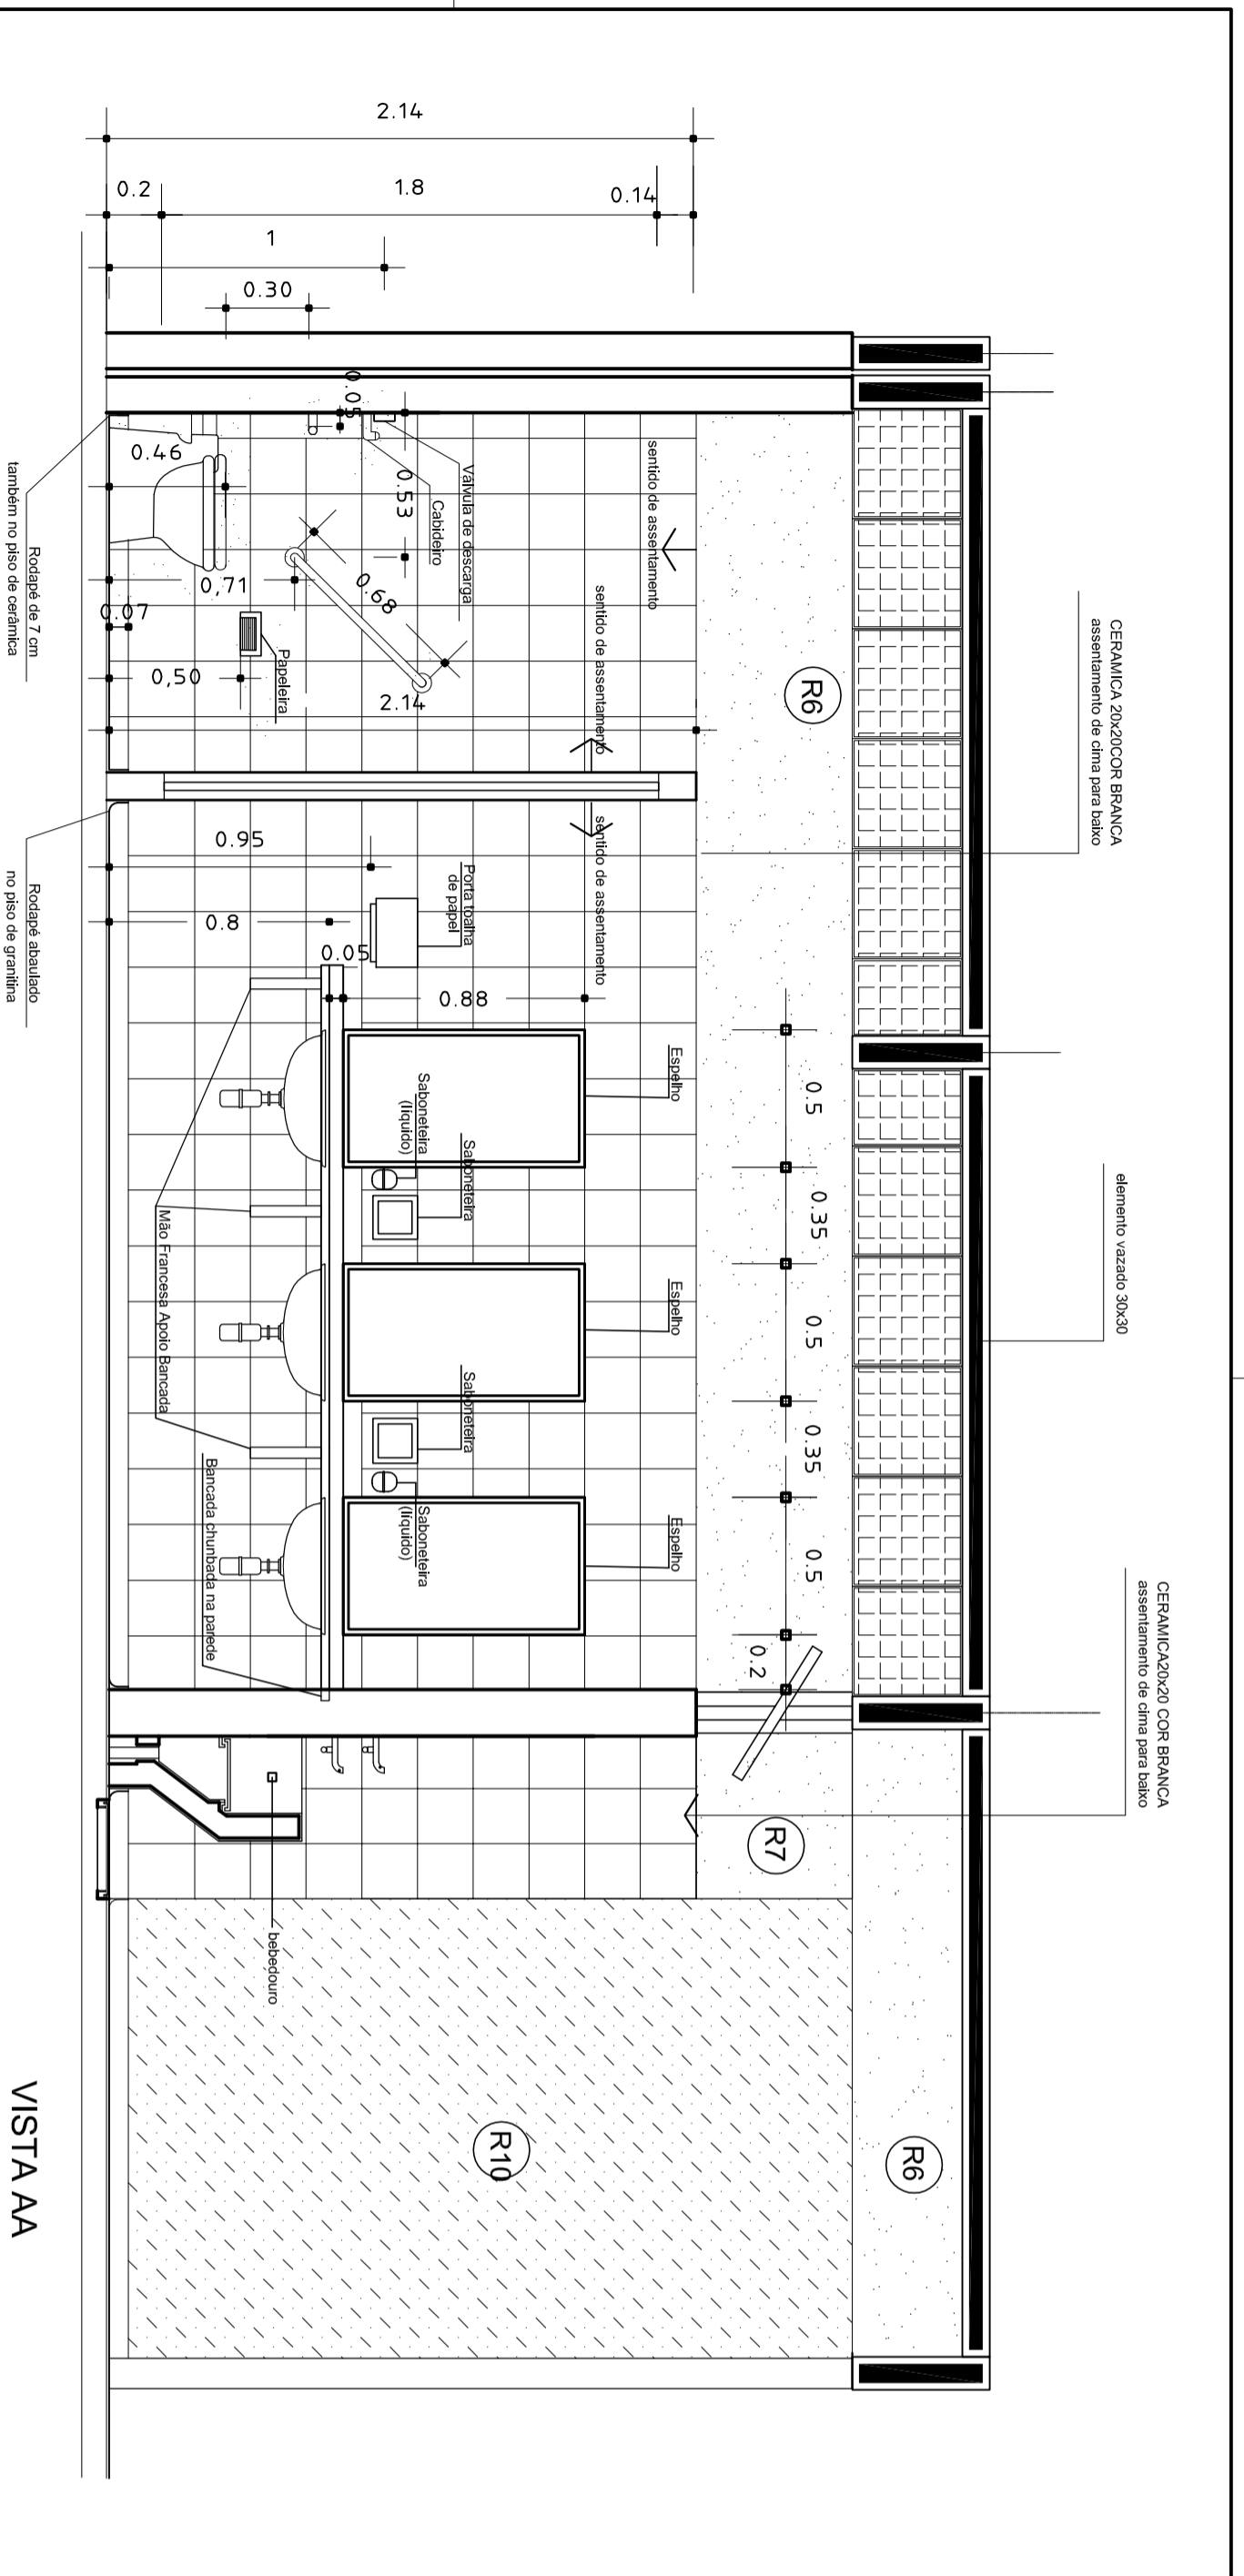 CERAMICA 20x20COR BRANCA
assentamento de cima para baixo
elemento vazado 30x30
CERAMICA20x20 COR BRANCA
assentamento de cima para baixo
R6
R6
R7
R10
0.5
0.35
0.5
0.35
0.5
0.2
2.14
0.2
1.8
0.14
1
0.30
0.05
0.53
0.46
0.68
0,71
0.07
0,50
2.14
sentido de assentamento
sentido de assentamento
sentido de assentamento
Válvula de descarga
Cabideiro
Papeleira
0.95
0.8
0.05
0.88
Porta toalha
de papel
Espelho
Espelho
Espelho
Saboneteira
(líquido)
Saboneteira
Saboneteira
Saboneteira
(líquido)
Mão Francesa Apoio Bancada
Bancada chunbada na parede
bebedouro
Rodapé de 7 cm
também no piso de cerâmica
Rodapé abaulado
no piso de granitina
VISTA AA